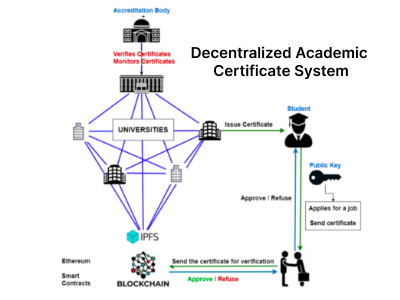 Accreditation Body
Verifies Certificates
Monitors Certificates
Decentralized Academic
Certificate System
UNIVERSITIES
Issue Certificate
Student
Public Key
Applies for a job
Send certificate
Approve / Refuse
IPFS
Ethereum
Smart
Contracts
BLOCKCHAIN
Send the certificate for verification
Approve / Refuse